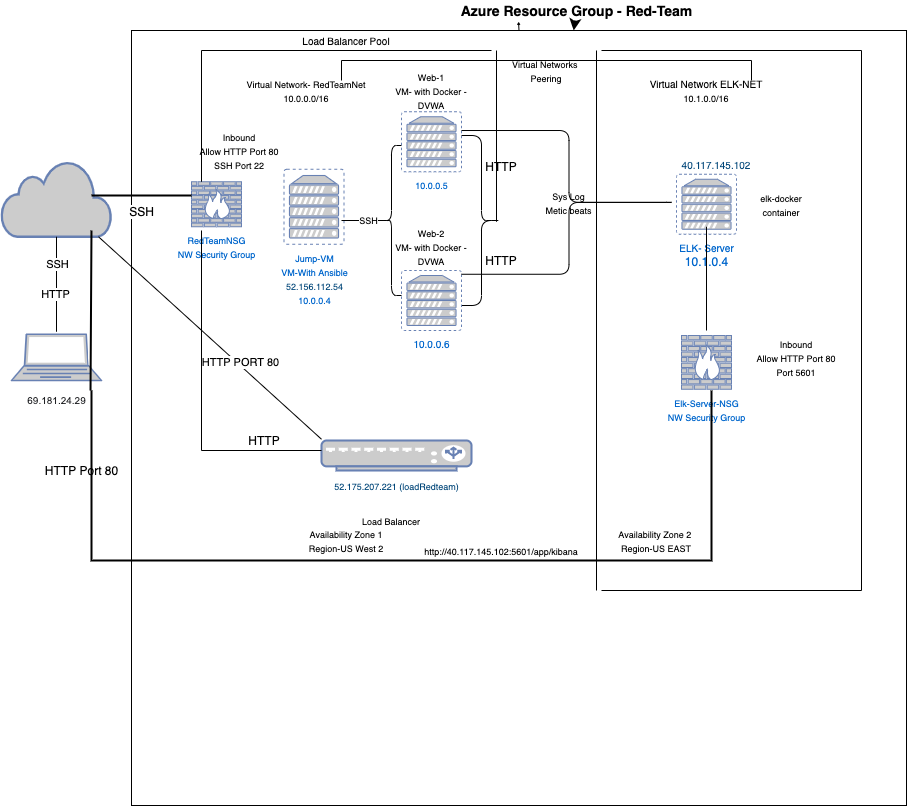 Azure Resource Group - Red-Team
Load Balancer Pool
Virtual Networks
Peering
Virtual Network- RedTeamNet
10.0.0.0/16
Web-1
VM- with Docker -
DVWA
10.0.0.5
Virtual Network ELK-NET
10.1.0.0/16
Inbound
Allow HTTP Port 80
SSH Port 22
RedTeamNSG
NW Security Group
SSH
Jump-VM
VM-With Ansible
52.156.112.54
10.0.0.4
SSH
HTTP
Web-2
VM- with Docker -
DVWA
10.0.0.6
HTTP
Sys Log
Metic beats
40.117.145.102
elk-docker
container
ELK- Server
10.1.0.4
SSH
HTTP
69.181.24.29
HTTP PORT 80
Inbound
Allow HTTP Port 80
Port 5601
Elk-Server-NSG
NW Security Group
HTTP
HTTP Port 80
52.175.207.221 (loadRedteam)
Load Balancer
Availability Zone 1
Region-US West 2
http://40.117.145.102:5601/app/kibana
Availability Zone 2
Region-US EAST